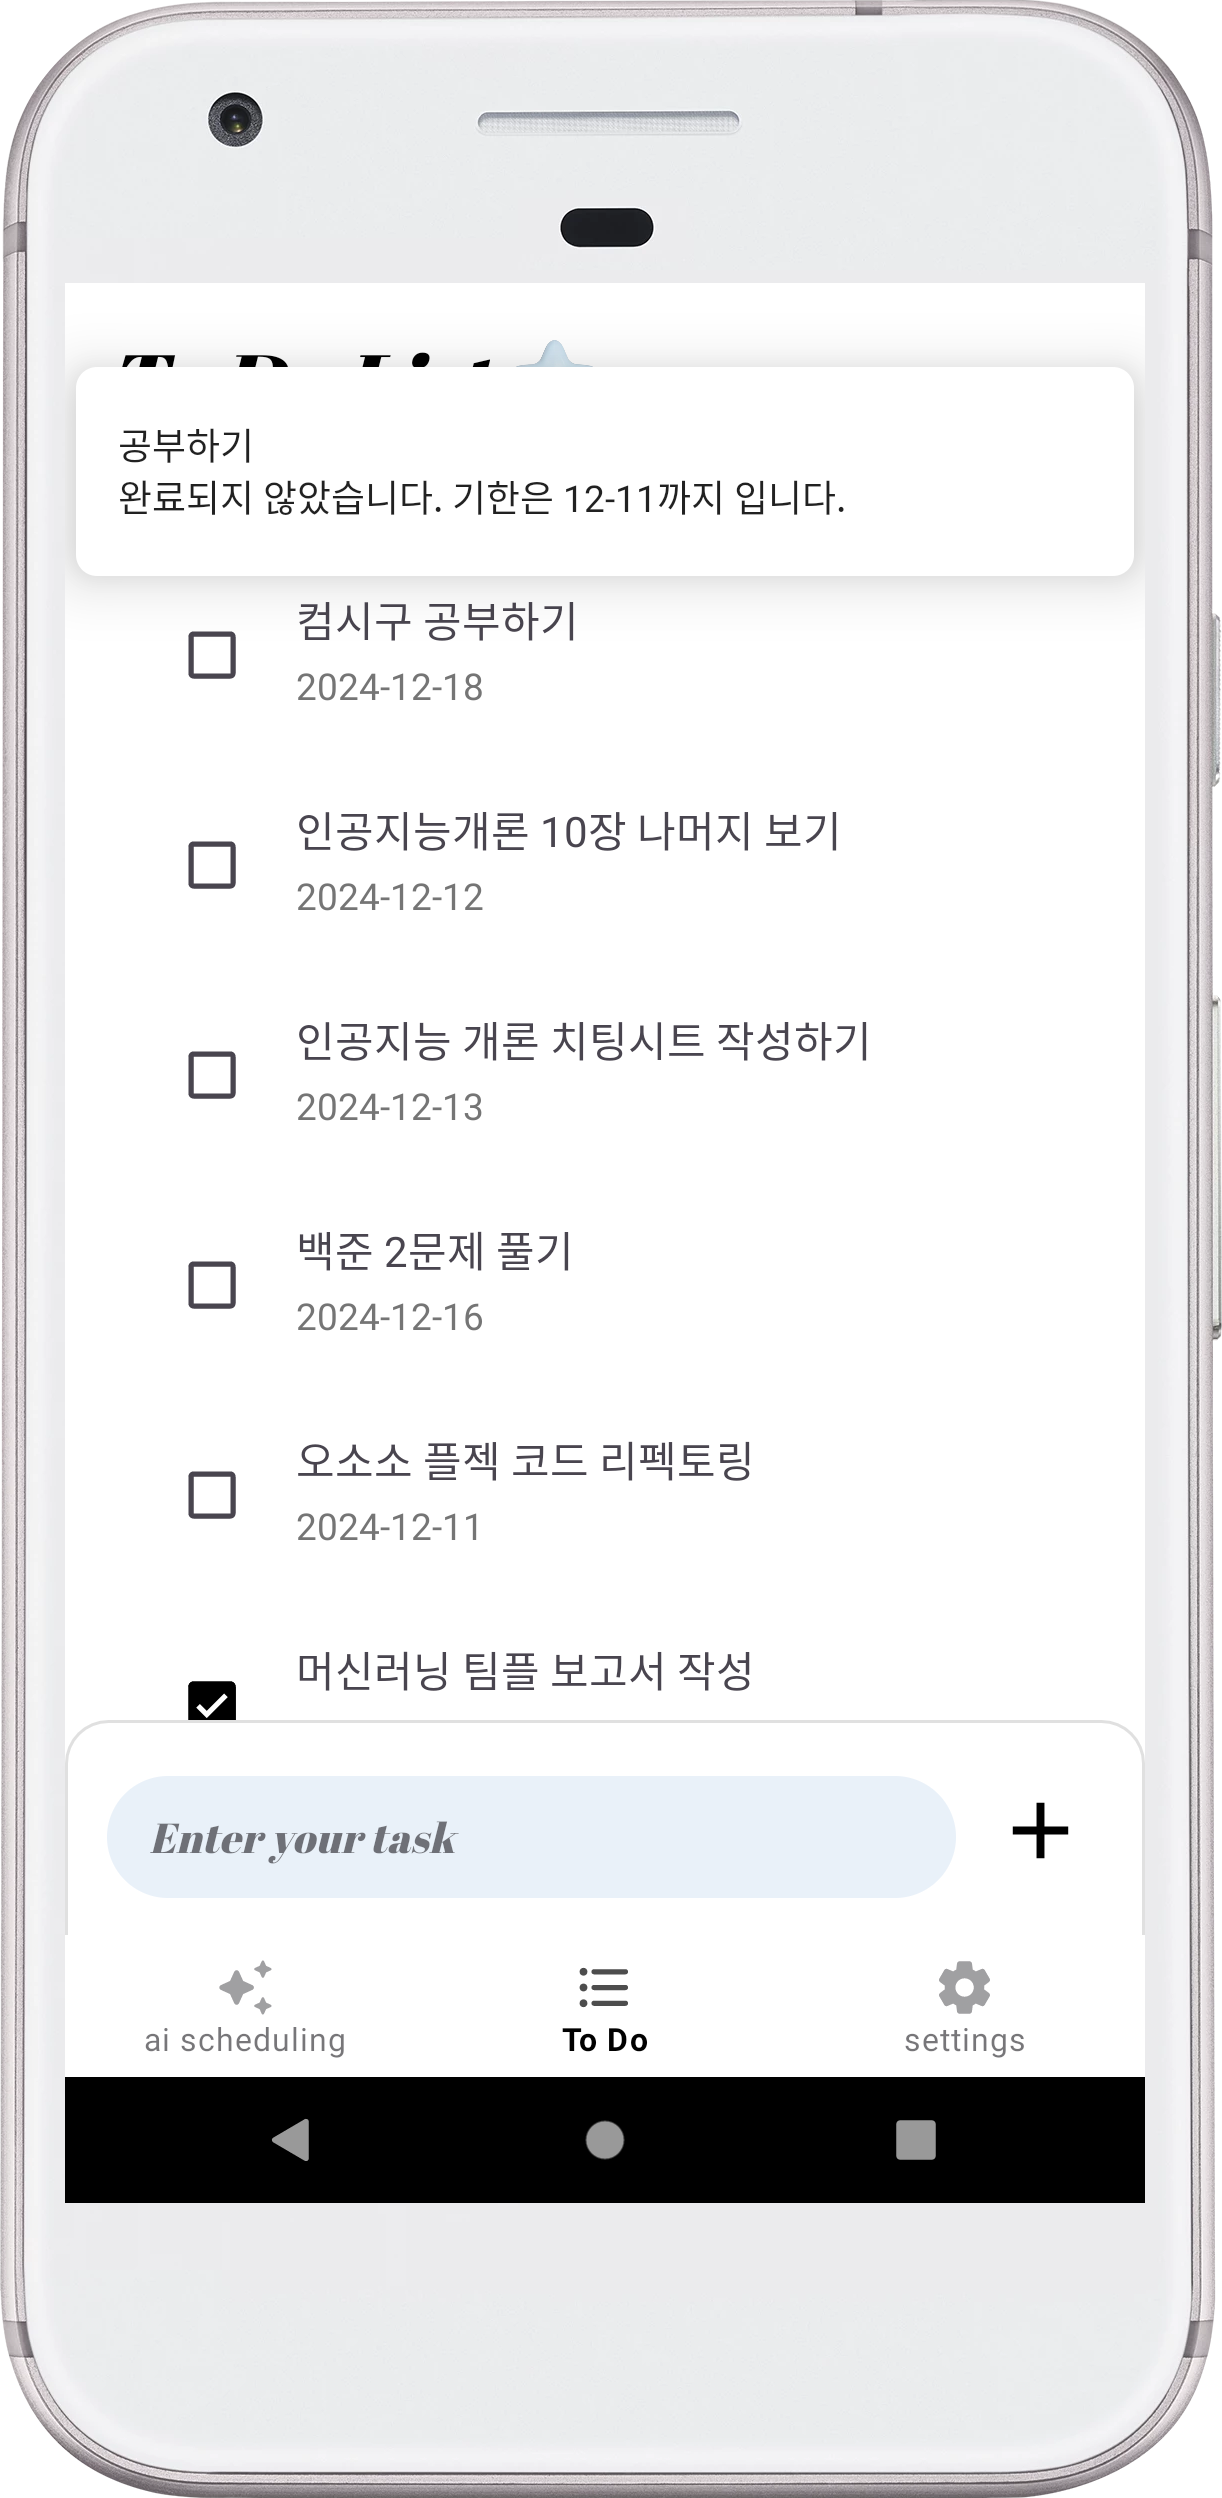 공부하기
완료되지 않았습니다. 기한은 12-11까지 입니다.
컴시구 공부하기
2024-12-18
인공지능개론 10장 나머지 보기
2024-12-12
인공지능 개론 치팅시트 작성하기
2024-12-13
백준 2문제 풀기
2024-12-16
오소소 플젝 코드 리펙토링
2024-12-11
머신러닝 팀플 보고서 작성
Enter your task
ai scheduling
To Do
settings